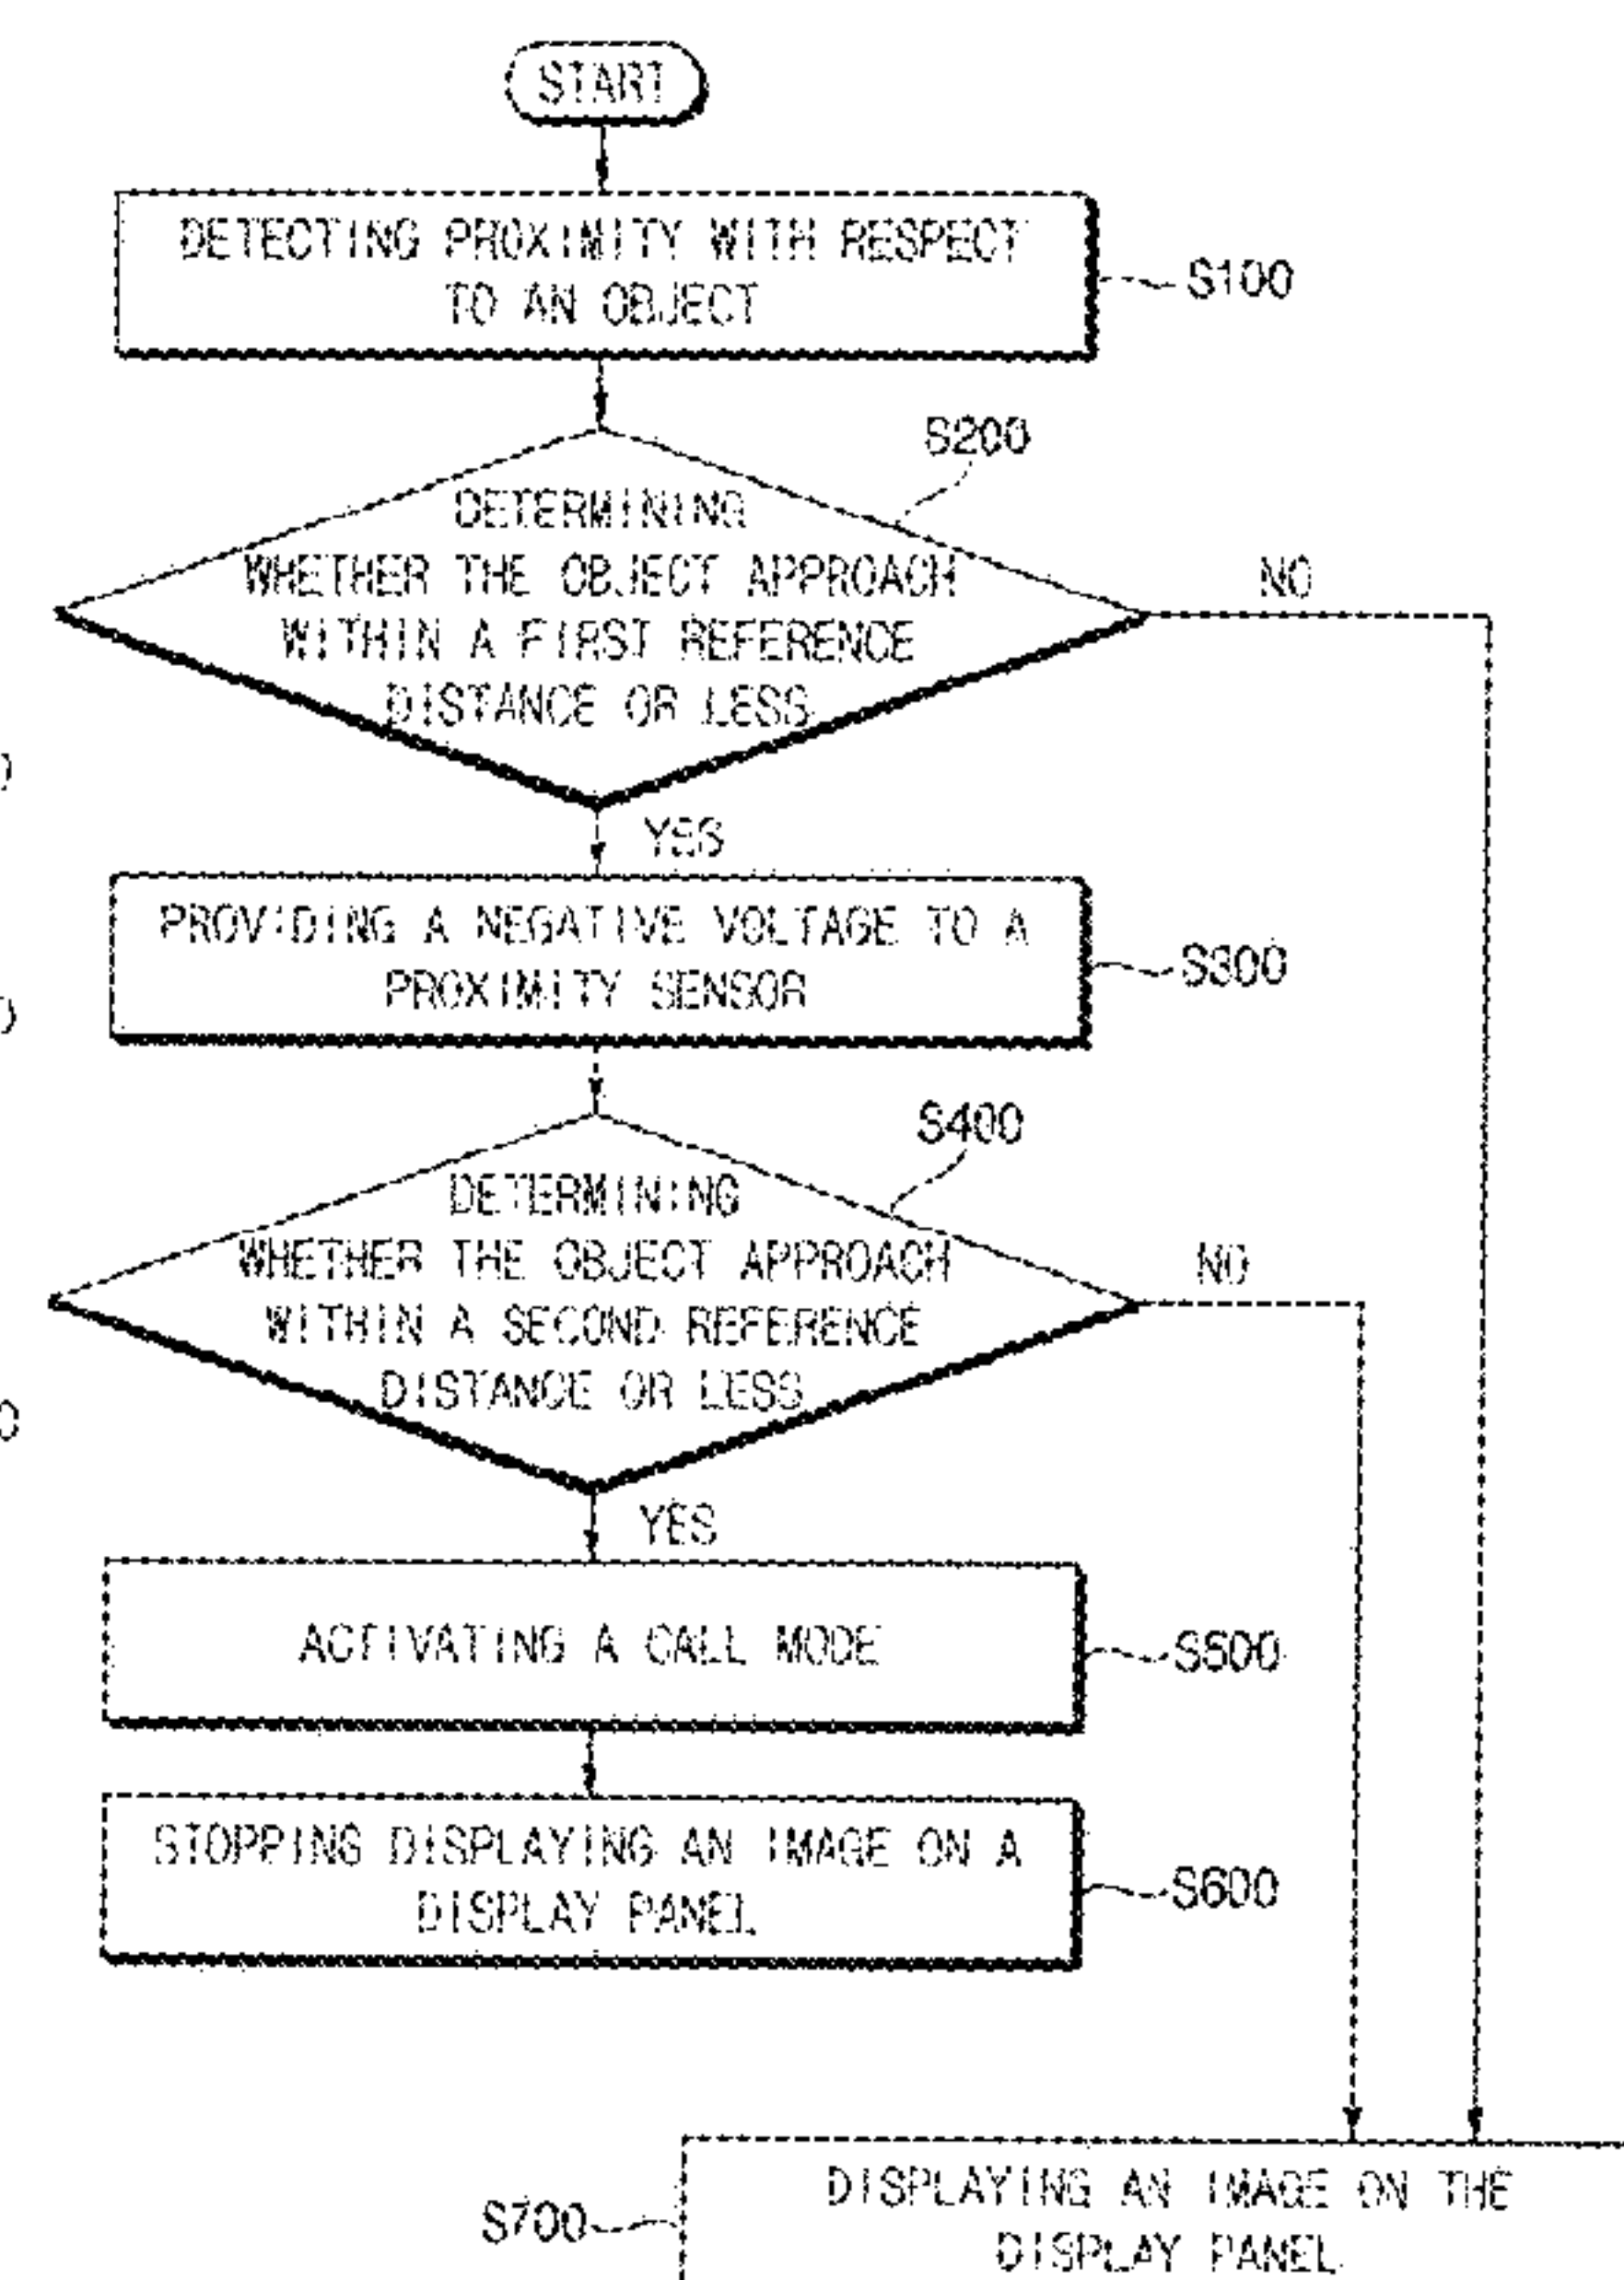 START
DETECTING PROXIMITY WITH RESPECT
TO AN OBJECT
S100
S200
DETERMINING
WHETHER THE OBJECT APPROACH
WITHIN A FIRST REFERENCE
DISTANCE OR LESS
NO
YES
PROVIDING A NEGATIVE VOLTAGE TO A
PROXIMITY SENSOR
S300
S400
DETERMINING
WHETHER THE OBJECT APPROACH
WITHIN A SECOND REFERENCE
DISTANCE OR LESS
NO
YES
ACTIVATING A CALL MODE
S500
STOPPING DISPLAYING AN IMAGE ON A
DISPLAY PANEL
S600
DISPLAYING AN IMAGE ON THE
DISPLAY PANEL
S700